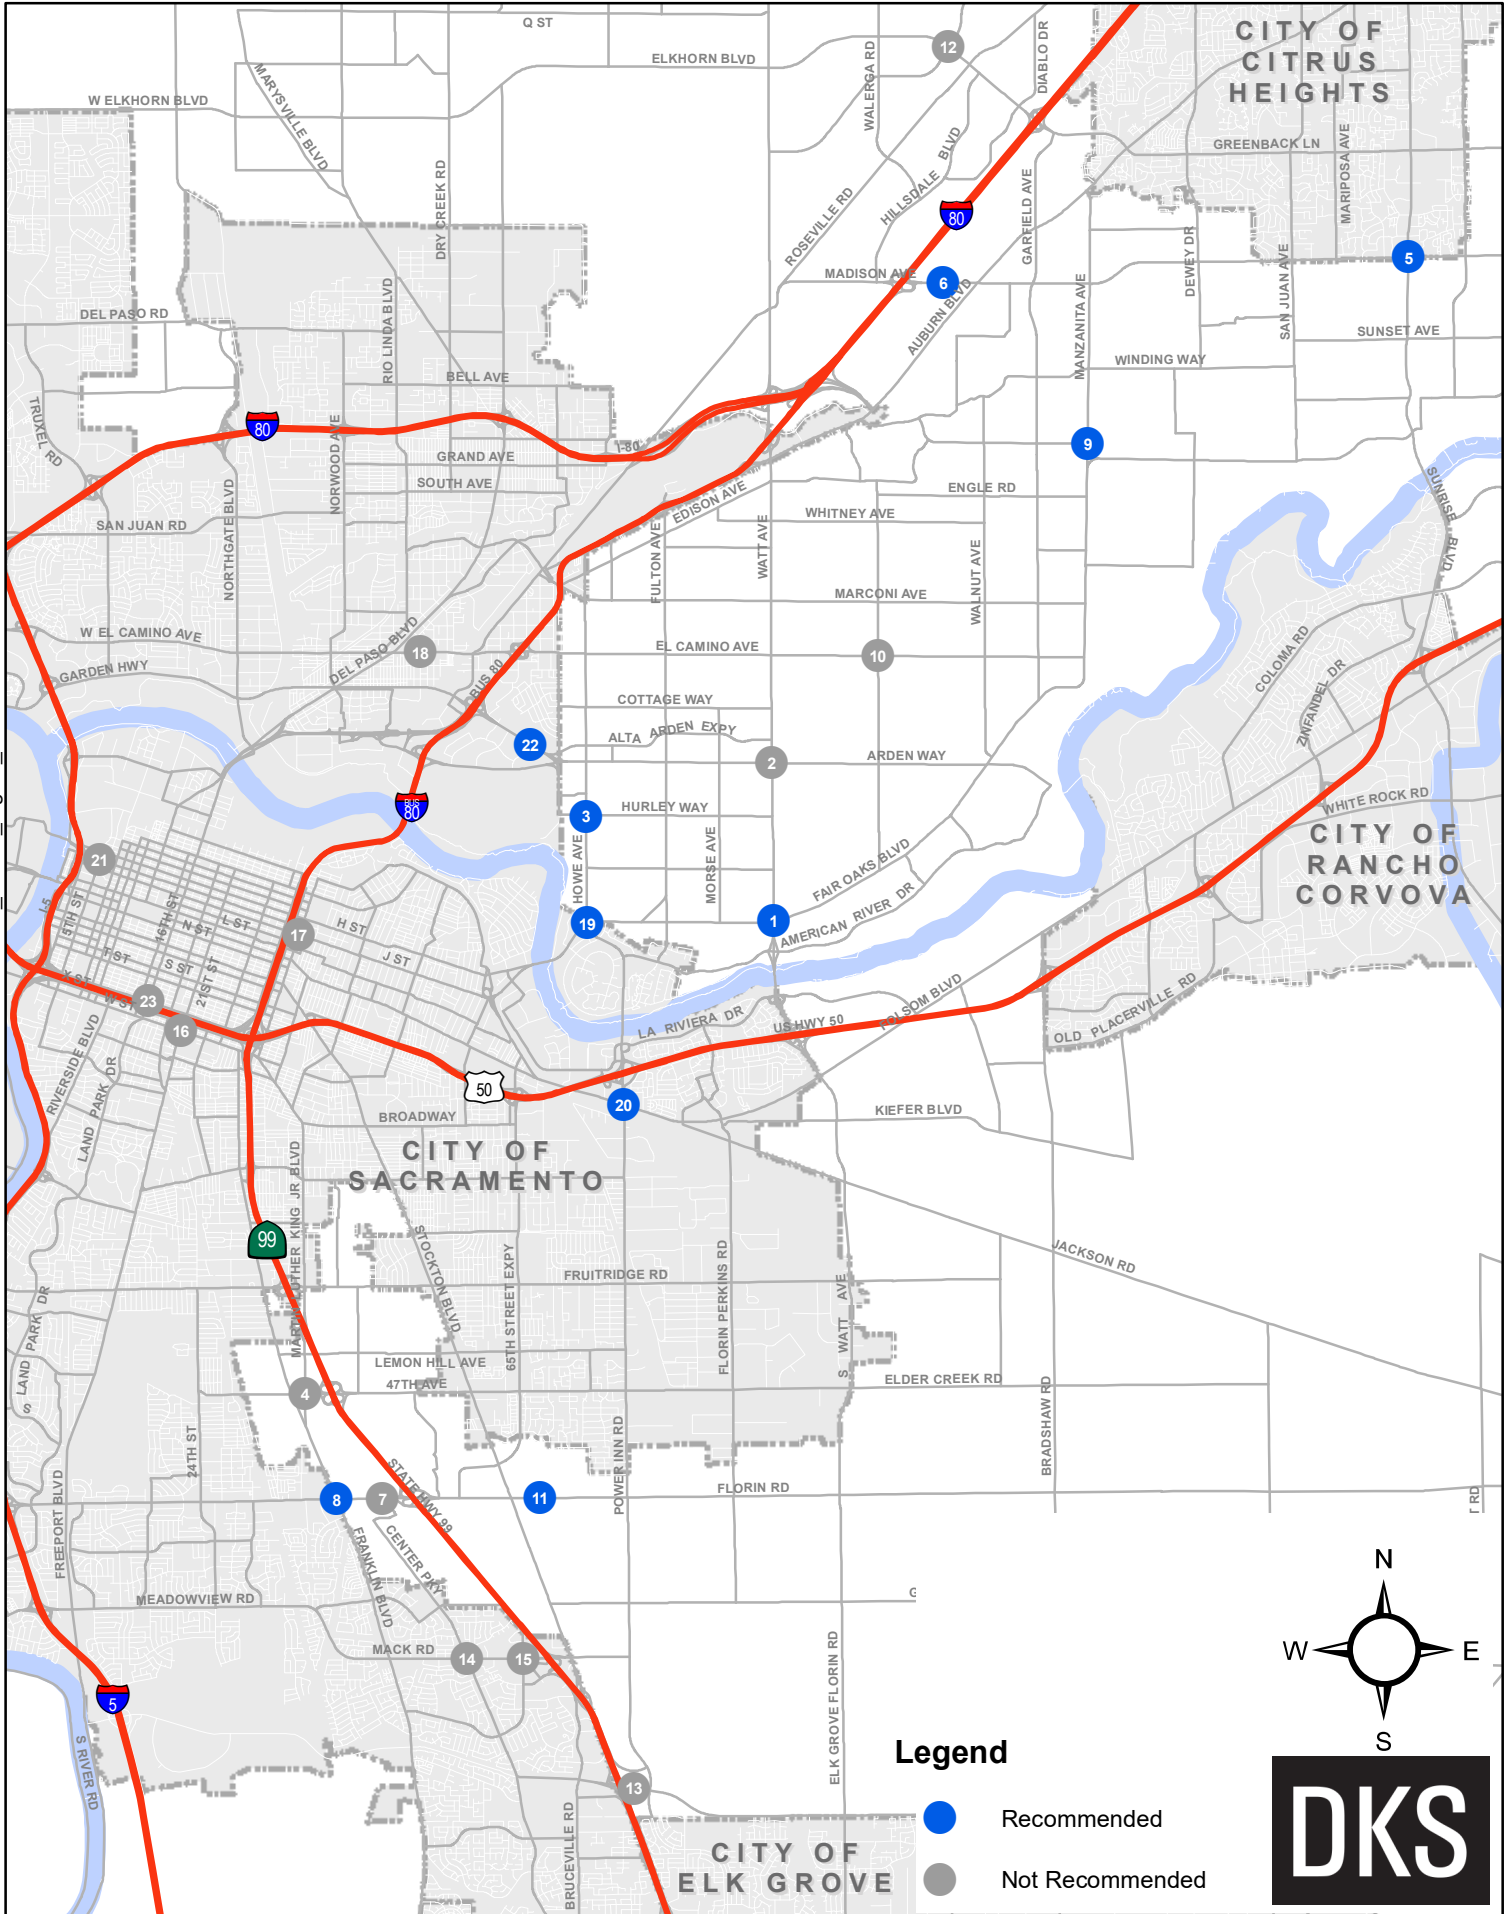 Q ST
ELKHORN BLVD
12
WALERGA RD
DIABLO DR
CITY OF
CITRUS
HEIGHTS
W ELKHORN BLVD
MARYSVILLE BLVD
DRY CREEK RD
HILLSDALE BLVD
GREENBACK LN
MARIPOSA AVE
ROSEVILLE RD
80
GARFIELD AVE
DEWEY DR
SAN JUAN AVE
5
MADISON AVE
6
AUBURN BLVD
MANZANITA AVE
RIO LINDA BLVD
DEL PASO RD
SUNSET AVE
WINDING WAY
BELL AVE
TRUXEL RD
80
NORWOOD AVE
I-80
GRAND AVE
9
SOUTH AVE
NORTHGATE BLVD
EDISON AVE
ENGLE RD
SUNRISE BLVD
SAN JUAN RD
FULTON AVE
WATT AVE
WHITNEY AVE
WALNUT AVE
MARCONI AVE
W EL CAMINO AVE
DEL PASO BLVD
18
EL CAMINO AVE
10
COLOMA RD
ZINFANDEL DR
GARDEN HWY
BUS 80
COTTAGE WAY
22
ALTA ARDEN EXPY
2
ARDEN WAY
BUS
80
3
HURLEY WAY
WHITE ROCK RD
CITY OF
RANCHO
CORVOVA
21
HOWE AVE
MORSE AVE
FAIR OAKS BLVD
AMERICAN RIVER DR
I-5
5TH ST
16TH ST
N ST
L ST
17
H ST
J ST
19
1
T ST
S ST
21ST ST
X ST
W ST
23
16
LA RIVIERA DR
US HWY 50
FOLSOM BLVD
OLD PLACERVILLE RD
RIVERSIDE BLVD
LAND PARK DR
50
20
BROADWAY
KIEFER BLVD
CITY OF
SACRAMENTO
MARTIN LUTHER KING JR BLVD
99
STOCKTON BLVD
65TH STREET EXPY
FRUITRIDGE RD
FLORIN PERKINS RD
S WATT AVE
JACKSON RD
S LAND PARK DR
LEMON HILL AVE
47TH AVE
4
ELDER CREEK RD
BRADSHAW RD
24TH ST
POWER INN RD
FREEPORT BLVD
8
7
STATE HWY 99
11
FLORIN RD
T RD
CENTER PKY
FRANKLIN BLVD
MEADOWVIEW RD
G
MACK RD
14
15
ELK GROVE FLORIN RD
5
S RIVER RD
13
BRUCEVILLE RD
CITY OF
ELK GROVE
N
W
E
S
Legend
Recommended
Not Recommended
DKS